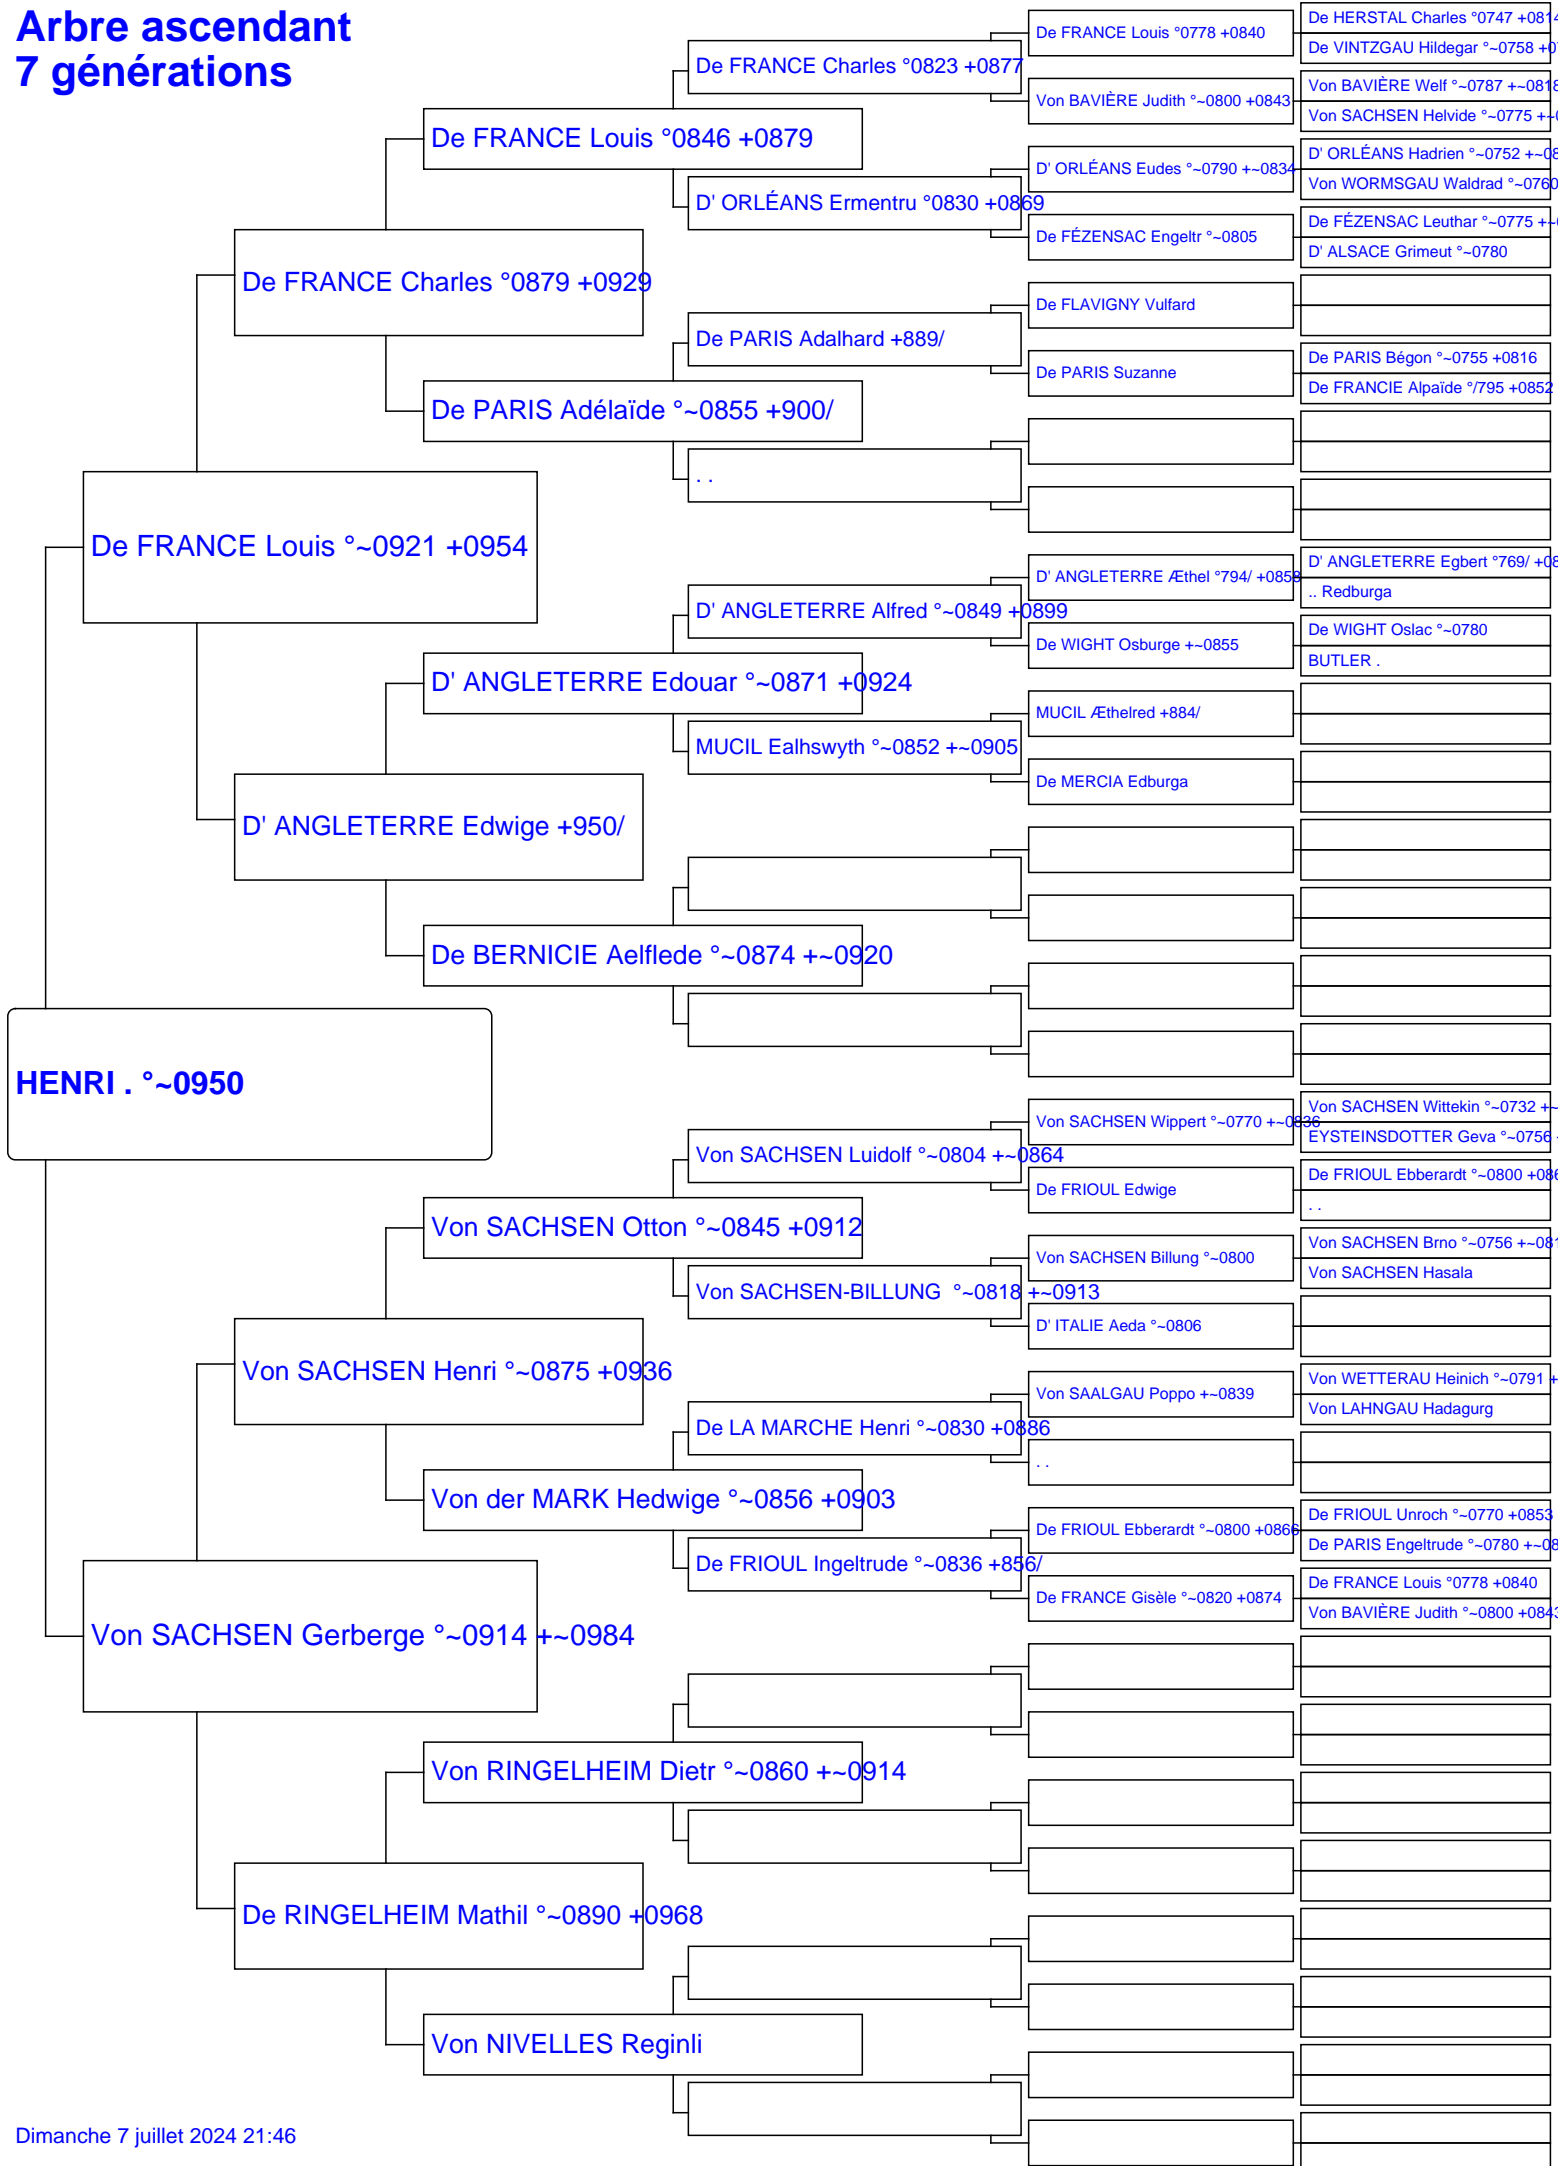 Arbre ascendant
7 générations
HENRI . °~0950
De FRANCE Louis °~0921 +0954
Von SACHSEN Gerberge °~0914 +~0984
De FRANCE Charles °0879 +0929
D' ANGLETERRE Edwige +950/
Von SACHSEN Henri °~0875 +0936
De RINGELHEIM Mathil °~0890 +0968
De FRANCE Louis °0846 +0879
De PARIS Adélaïde °~0855 +900/
D' ANGLETERRE Edouar °~0871 +0924
De BERNICIE Aelflede °~0874 +~0920
Von SACHSEN Otton °~0845 +0912
Von der MARK Hedwige °~0856 +0903
Von RINGELHEIM Dietr °~0860 +~0914
Von NIVELLES Reginli
De FRANCE Charles °0823 +0877
D' ORLÉANS Ermentru °0830 +0869
De PARIS Adalhard +889/
. .
D' ANGLETERRE Alfred °~0849 +0899
MUCIL Ealhswyth °~0852 +~0905
Von SACHSEN Luidolf °~0804 +~0864
Von SACHSEN-BILLUNG °~0818 +~0913
De LA MARCHE Henri °~0830 +0886
De FRIOUL Ingeltrude °~0836 +856/
De FRANCE Louis °0778 +0840
Von BAVIÈRE Judith °~0800 +0843
D' ORLÉANS Eudes °~0790 +~0834
De FÉZENSAC Engeltr °~0805
De FLAVIGNY Vulfard
De PARIS Suzanne
D' ANGLETERRE Æthel °794/ +0858
De WIGHT Osburge +~0855
MUCIL Æthelred +884/
De MERCIA Edburga
Von SACHSEN Wippert °~0770 +~0836
De FRIOUL Edwige
Von SACHSEN Billung °~0800
D' ITALIE Aeda °~0806
Von SAALGAU Poppo +~0839
. .
De FRIOUL Ebberardt °~0800 +0866
De FRANCE Gisèle °~0820 +0874
De HERSTAL Charles °0747 +0814
De VINTZGAU Hildegar °~0758 +07
Von BAVIÈRE Welf °~0787 +~0818
Von SACHSEN Helvide °~0775 +~0
D' ORLÉANS Hadrien °~0752 +~08
Von WORMSGAU Waldrad °~0760
De FÉZENSAC Leuthar °~0775 +~0
D' ALSACE Grimeut °~0780
De PARIS Bégon °~0755 +0816
De FRANCIE Alpaïde °/795 +0852
D' ANGLETERRE Egbert °769/ +08
.. Redburga
De WIGHT Oslac °~0780
BUTLER .
Von SACHSEN Wittekin °~0732 +~
EYSTEINSDOTTER Geva °~0756 +
De FRIOUL Ebberardt °~0800 +086
. .
Von SACHSEN Brno °~0756 +~081
Von SACHSEN Hasala
Von WETTERAU Heinich °~0791 +
Von LAHNGAU Hadagurg
De FRIOUL Unroch °~0770 +0853
De PARIS Engeltrude °~0780 +~08
De FRANCE Louis °0778 +0840
Von BAVIÈRE Judith °~0800 +0843
Dimanche 7 juillet 2024 21:46